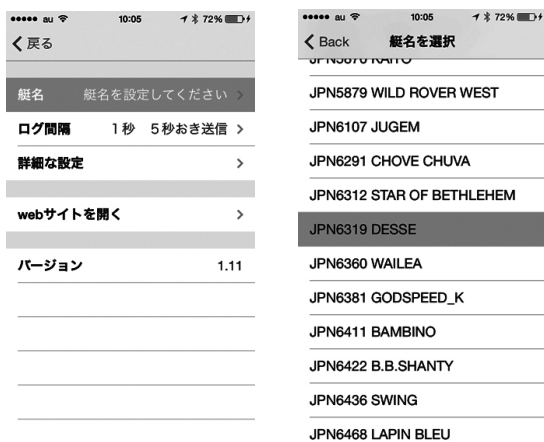 au 10:05 72%
戻る
艇名 艇名を設定してください
ログ間隔 1秒 5秒おき送信
詳細な設定
webサイトを開く
バージョン 1.11
au 10:05 72%
Back 艇名を選択
JPN5870 KAITO
JPN5879 WILD ROVER WEST
JPN6107 JUGEM
JPN6291 CHOVE CHUVA
JPN6312 STAR OF BETHLEHEM
JPN6319 DESSE
JPN6360 WAILEA
JPN6381 GODSPEED_K
JPN6411 BAMBINO
JPN6422 B.B.SHANTY
JPN6436 SWING
JPN6468 LAPIN BLEU